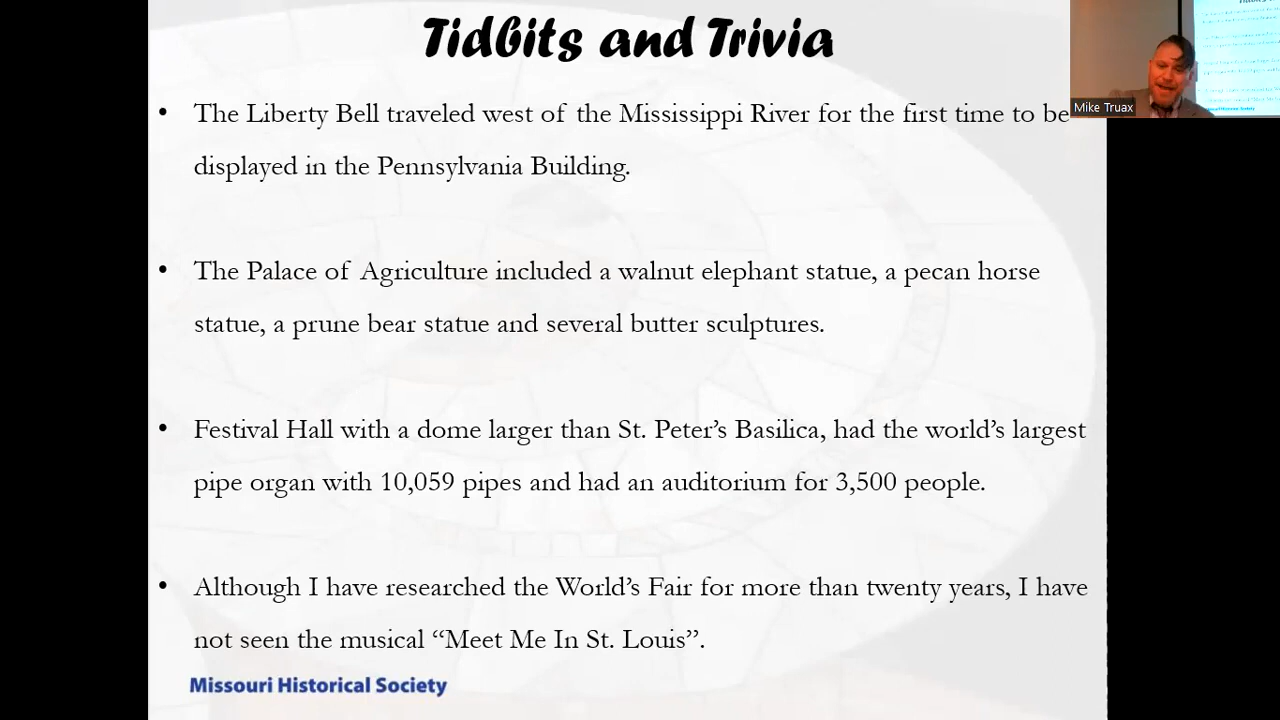 Tidbits and Trivia
• The Liberty Bell traveled west of the Mississippi River for the first time to be
displayed in the Pennsylvania Building.
• The Palace of Agriculture included a walnut elephant statue, a pecan horse
statue, a prune bear statue and several butter sculptures.
• Festival Hall with a dome larger than St. Peter's Basilica, had the world's largest
pipe organ with 10,059 pipes and had an auditorium for 3,500 people.
• Although I have researched the World's Fair for more than twenty years, I have
not seen the musical “Meet Me In St. Louis”.
Missouri Historical Society
Mike Truax